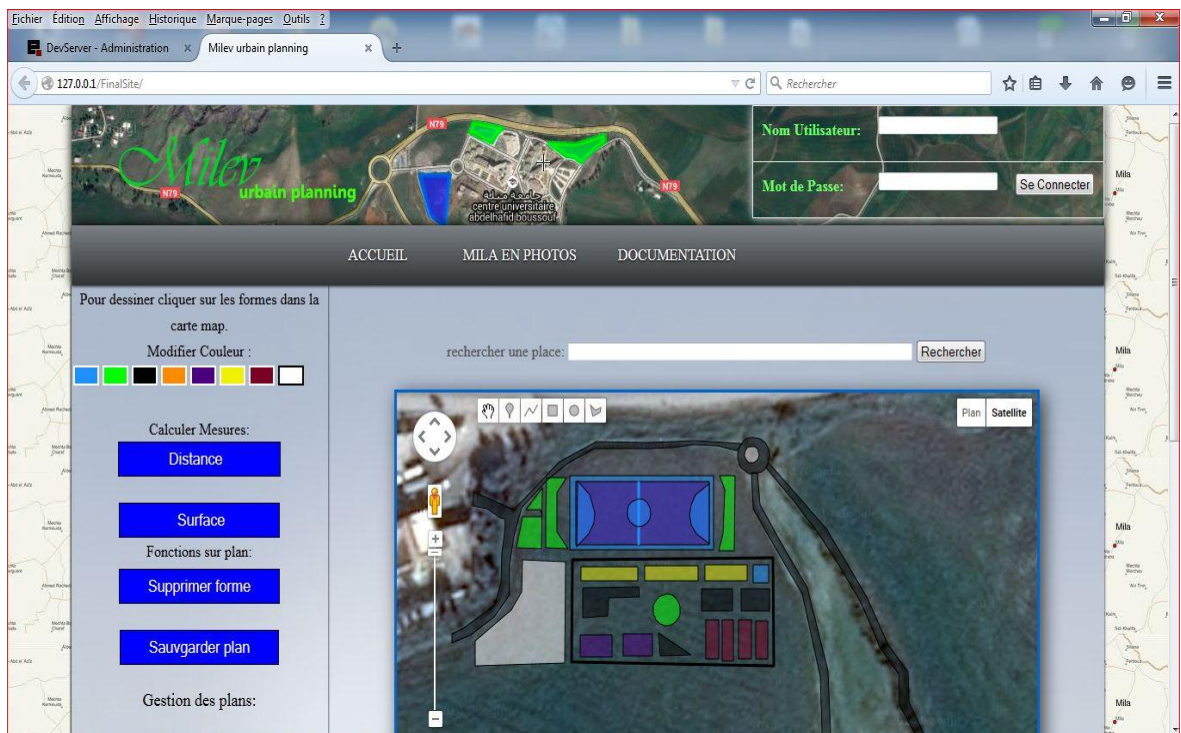 Fichier Édition Affichage Historique Marque-pages Outils ?
DevServer - Administration × Milev urbain planning × +
127.0.0.1/FinalSite/ Rechercher
Milev
urbain planning
N79
N79
N79
جامعة ميلة
centre universitaire
abdelhafid boussouf
Nom Utilisateur:
Mot de Passe: Se Connecter
ACCUEIL MILA EN PHOTOS DOCUMENTATION
Pour dessiner cliquer sur les formes dans la
carte map.
Modifier Couleur :
Calculer Mesures:
Distance
Surface
Fonctions sur plan:
Supprimer forme
Sauvgarder plan
Gestion des plans:
rechercher une place: Rechercher
Plan Satellite
Mila
Mila
Mila
Mila